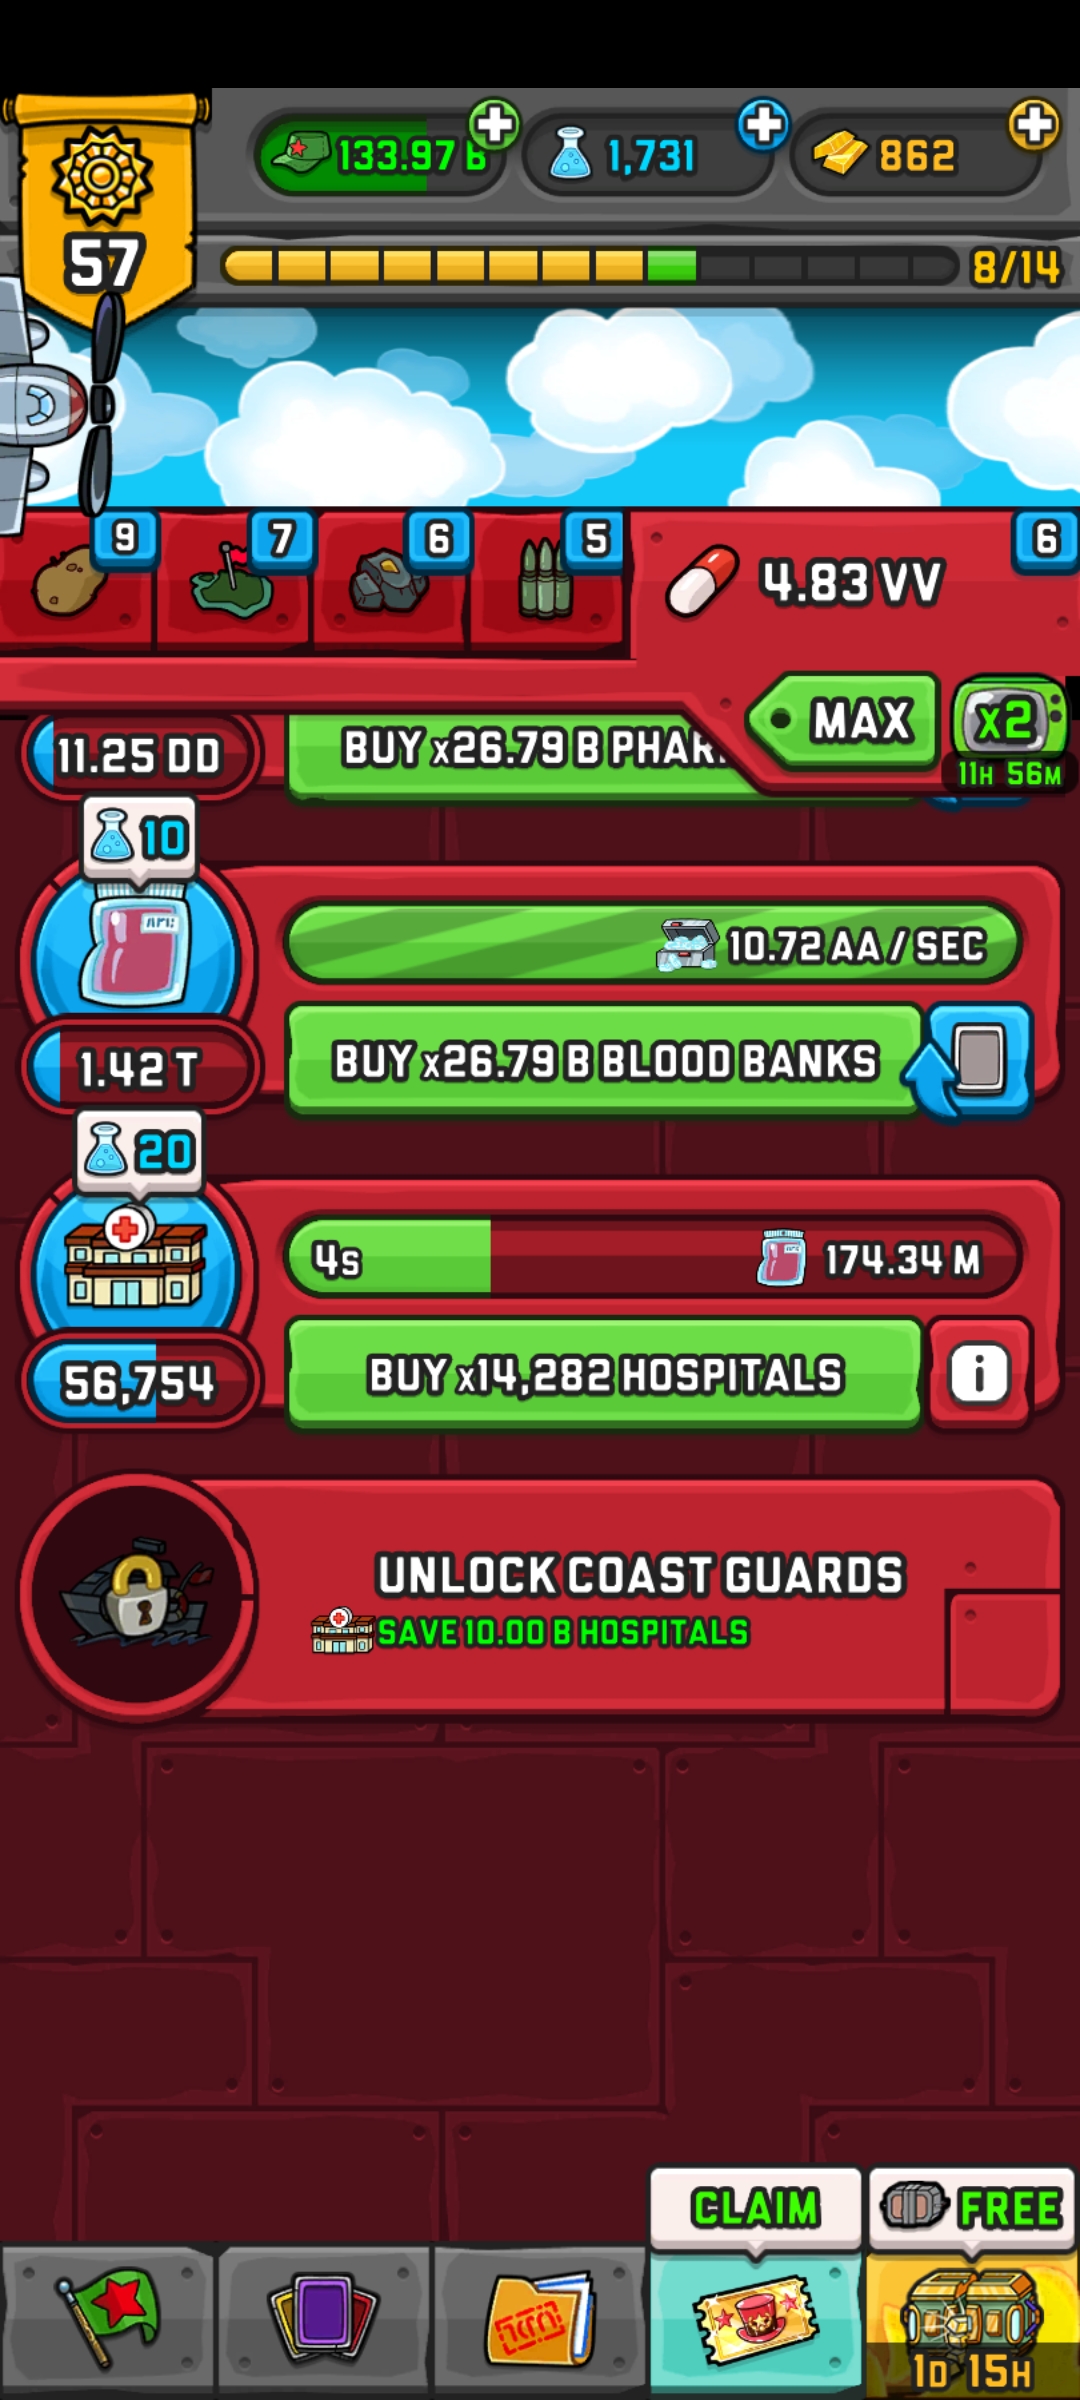 133.97 B
1,731
862
57
8/14
9
7
6
5
6
4.83 VV
MAX
x2
11H 56M
11.25 DD
BUY x26.79 B PHAR
10
10.72 AA / SEC
1.42 T
BUY x26.79 B BLOOD BANKS
20
4s
174.34 M
56,754
BUY x14,282 HOSPITALS
i
UNLOCK COAST GUARDS
SAVE 10.00 B HOSPITALS
CLAIM
FREE
1D 15H